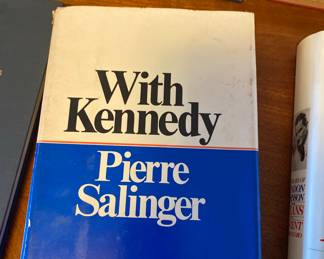 With
Kennedy
Pierre
Salinger